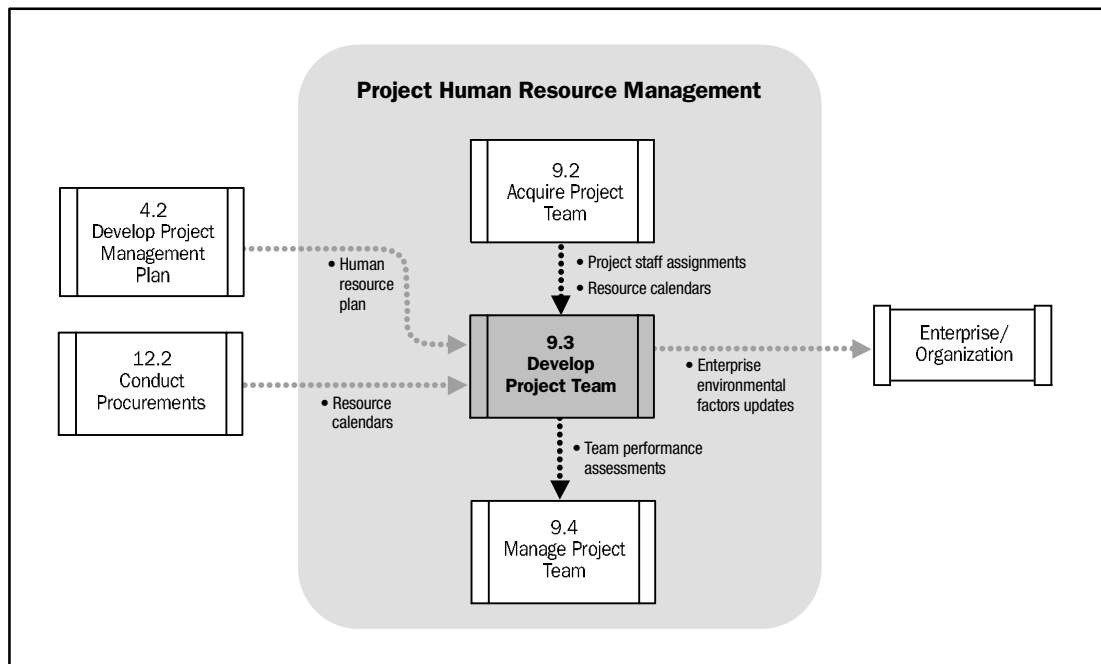 Project Human Resource Management
9.2
Acquire Project
Team
4.2
Develop Project
Management
Plan
• Human
resource
plan
• Project staff assignments
• Resource calendars
12.2
Conduct
Procurements
• Resource
calendars
9.3
Develop
Project Team
• Enterprise
environmental
factors updates
Enterprise/
Organization
• Team performance
assessments
9.4
Manage Project
Team